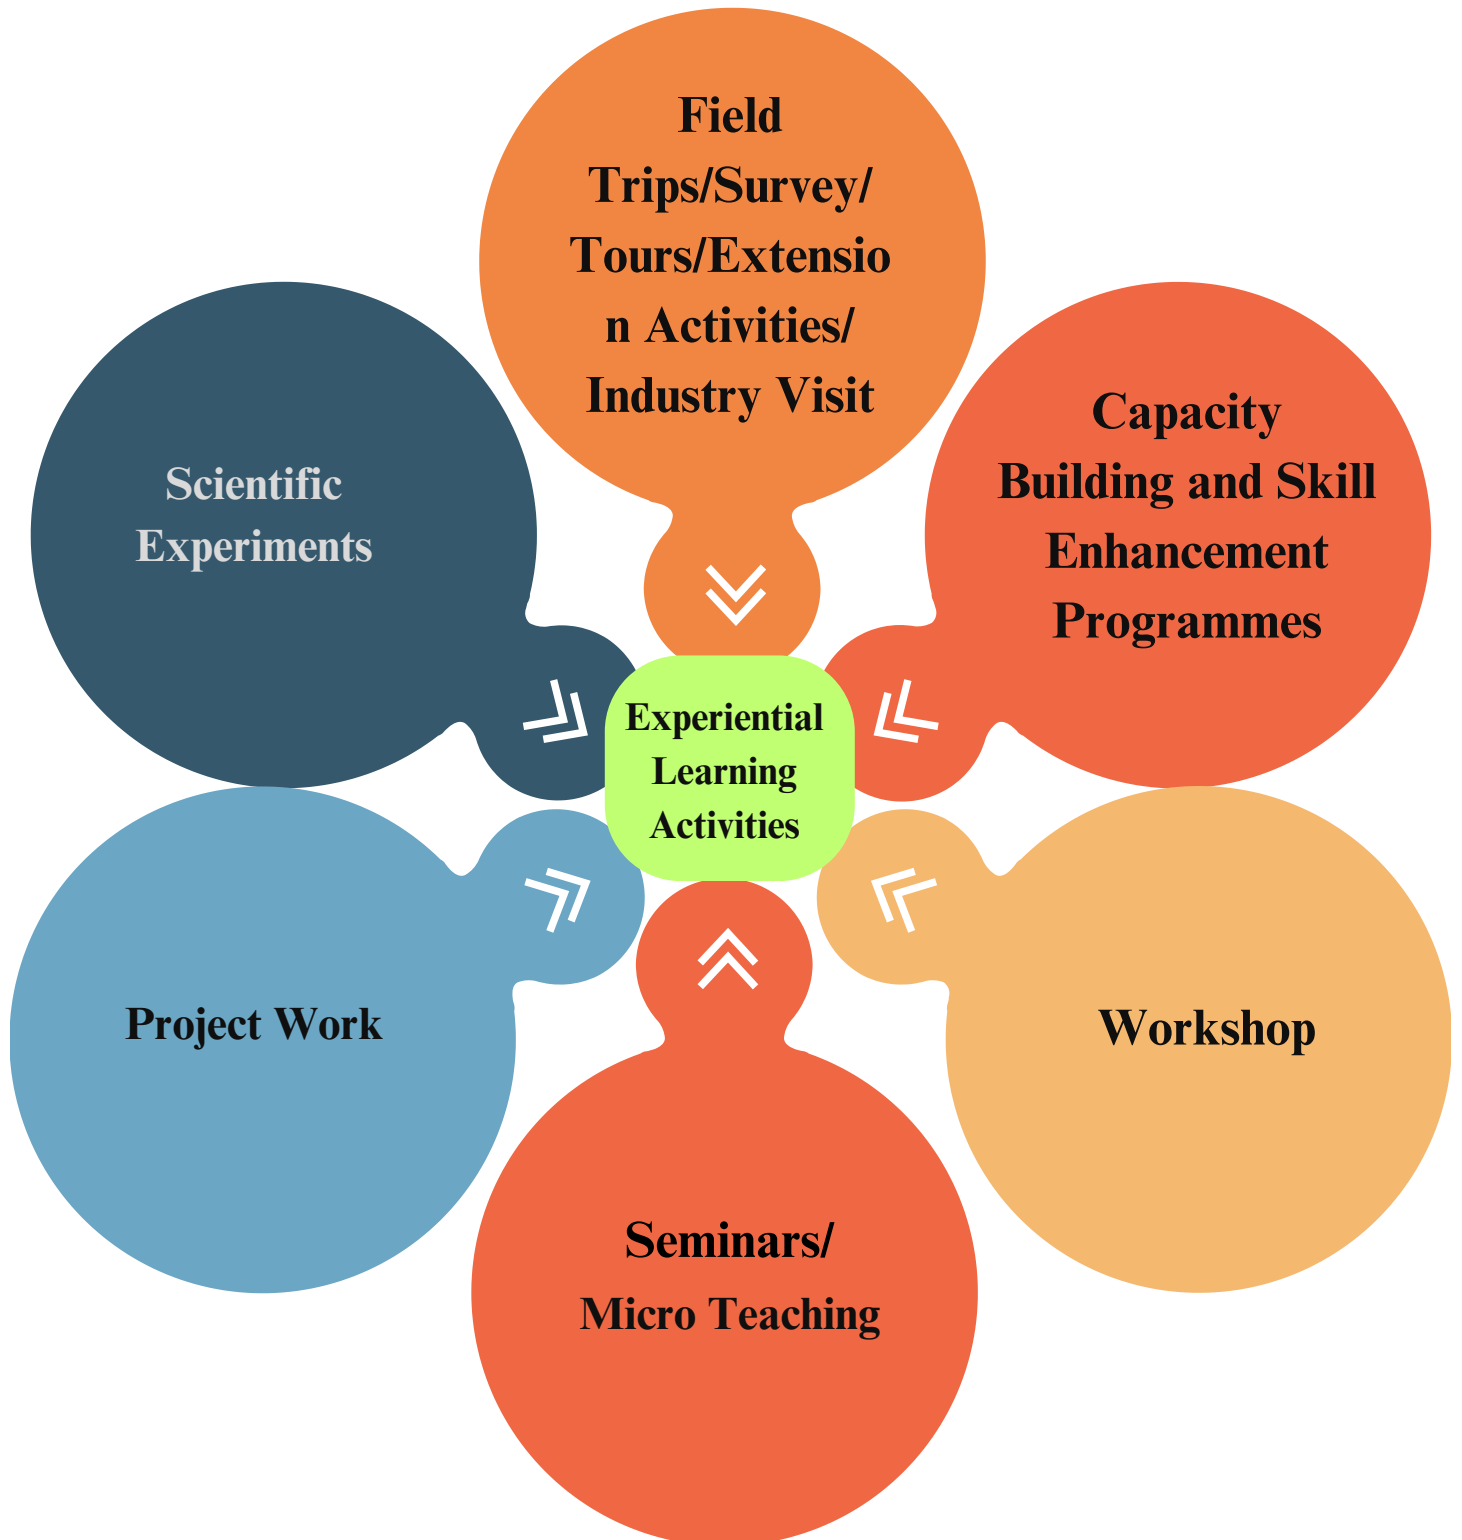 Field
Trips/Survey/
Tours/Extensio
n Activities/
Industry Visit
Capacity
Building and Skill
Enhancement
Programmes
Scientific
Experiments
Experiential
Learning
Activities
Project Work
Workshop
Seminars/
Micro Teaching